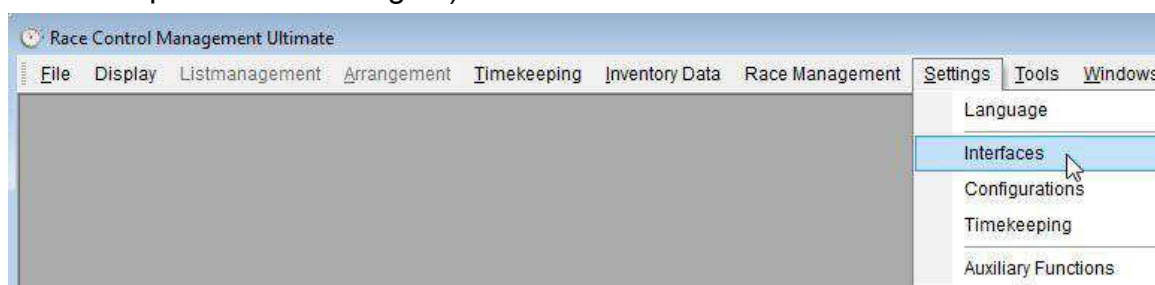 Race Control Management Ultimate
File Display Listmanagement Arrangement Timekeeping Inventory Data Race Management Settings Tools Windows
Language
Interfaces
Configurations
Timekeeping
Auxiliary Functions